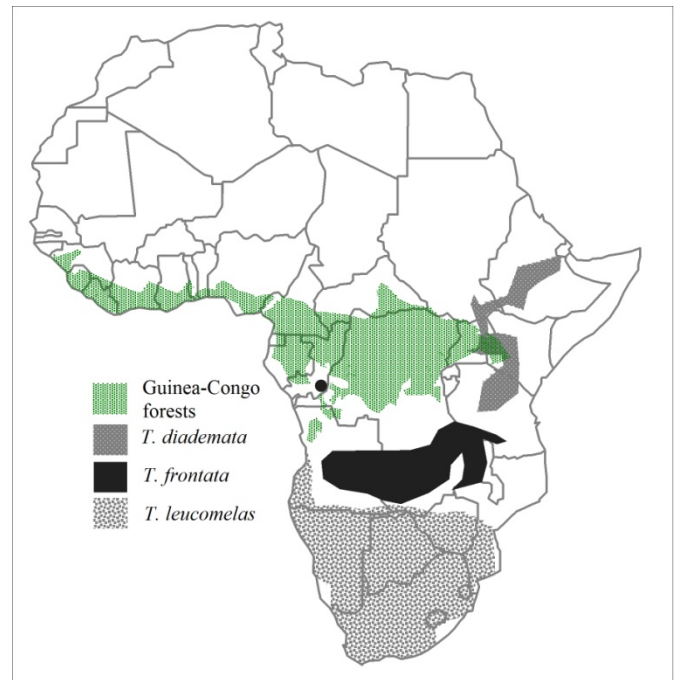 Guinea-Congo
forests
T. diademata
T. frontata
T. leucomelas